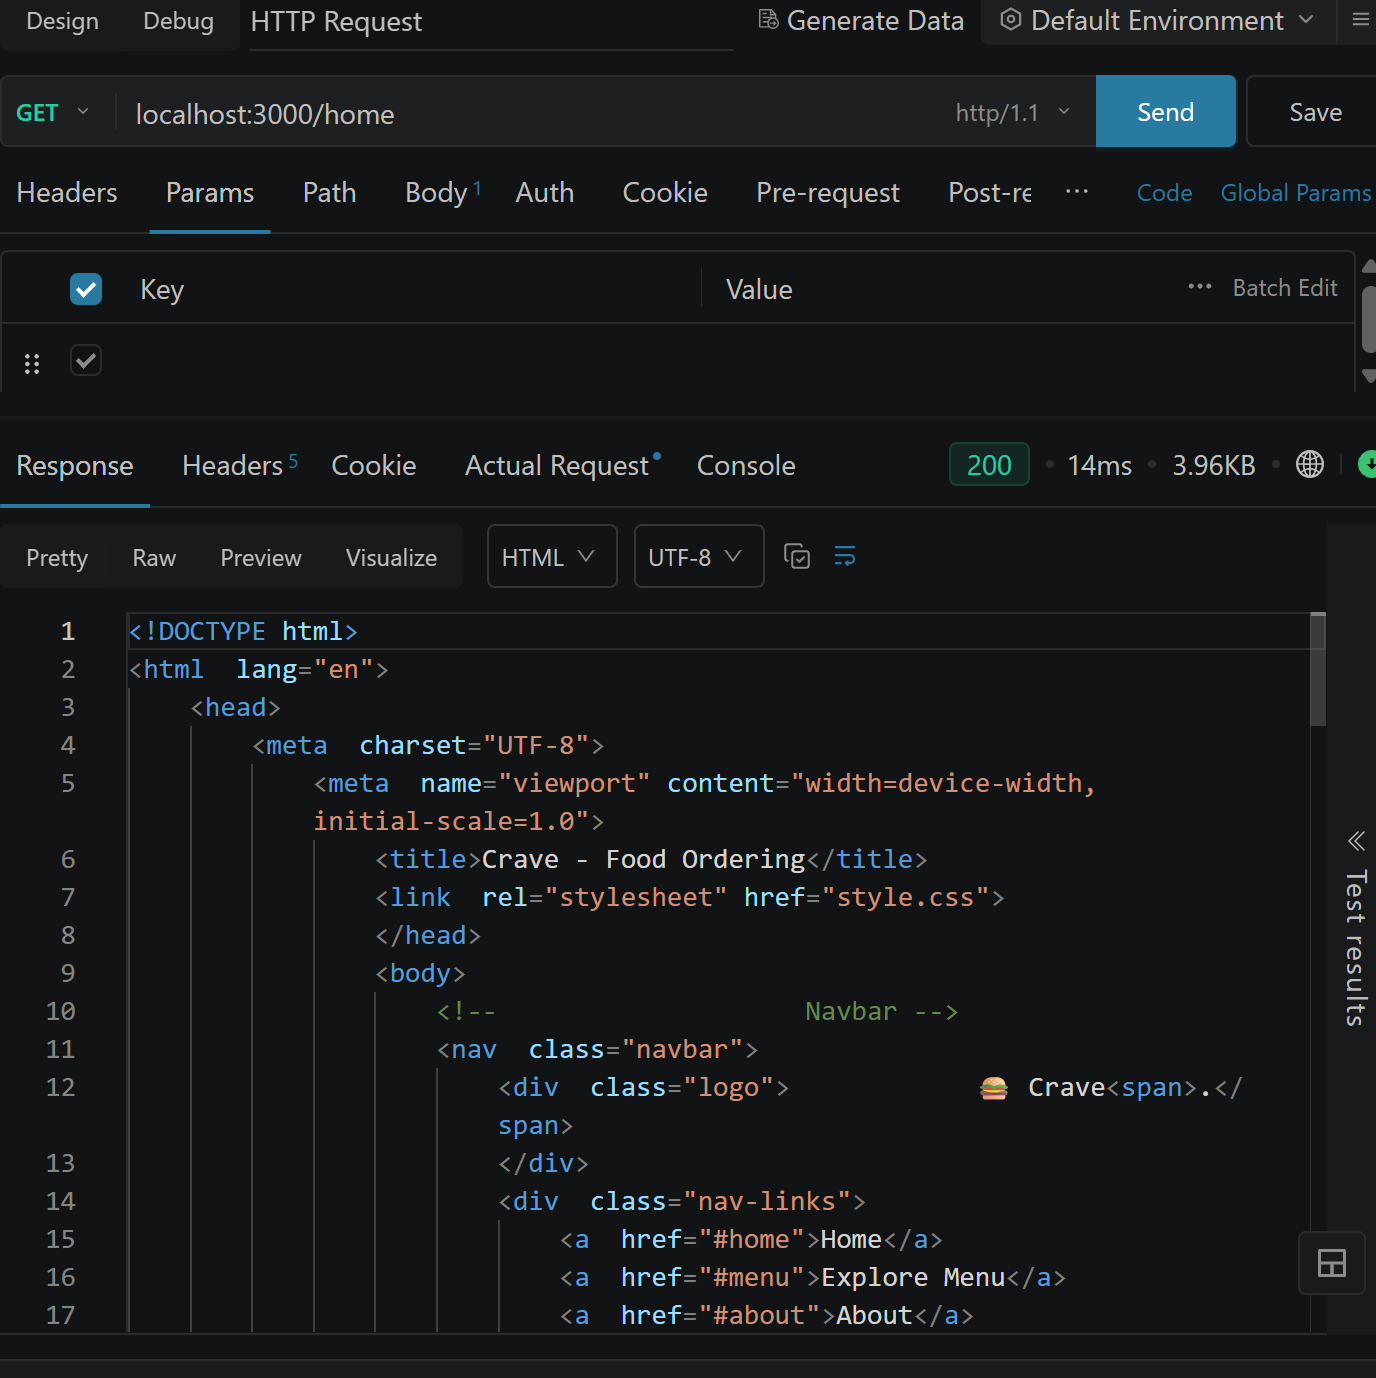 Design Debug HTTP Request Generate Data Default Environment
GET localhost:3000/home http/1.1 Send Save
Headers Params Path Body 1 Auth Cookie Pre-request Post-re ··· Code Global Params
Key Value ··· Batch Edit
Response Headers 5 Cookie Actual Request Console 200 14ms 3.96KB
Pretty Raw Preview Visualize HTML UTF-8
1 <!DOCTYPE html>
2 <html lang="en">
3 <head>
4 <meta charset="UTF-8">
5 <meta name="viewport" content="width=device-width,
initial-scale=1.0">
6 <title>Crave - Food Ordering</title>
7 <link rel="stylesheet" href="style.css">
8 </head>
9 <body>
10 <!-- Navbar -->
11 <nav class="navbar">
12 <div class="logo"> 🍔 Crave<span>.</
span>
13 </div>
14 <div class="nav-links">
15 <a href="#home">Home</a>
16 <a href="#menu">Explore Menu</a>
17 <a href="#about">About</a>
Test results